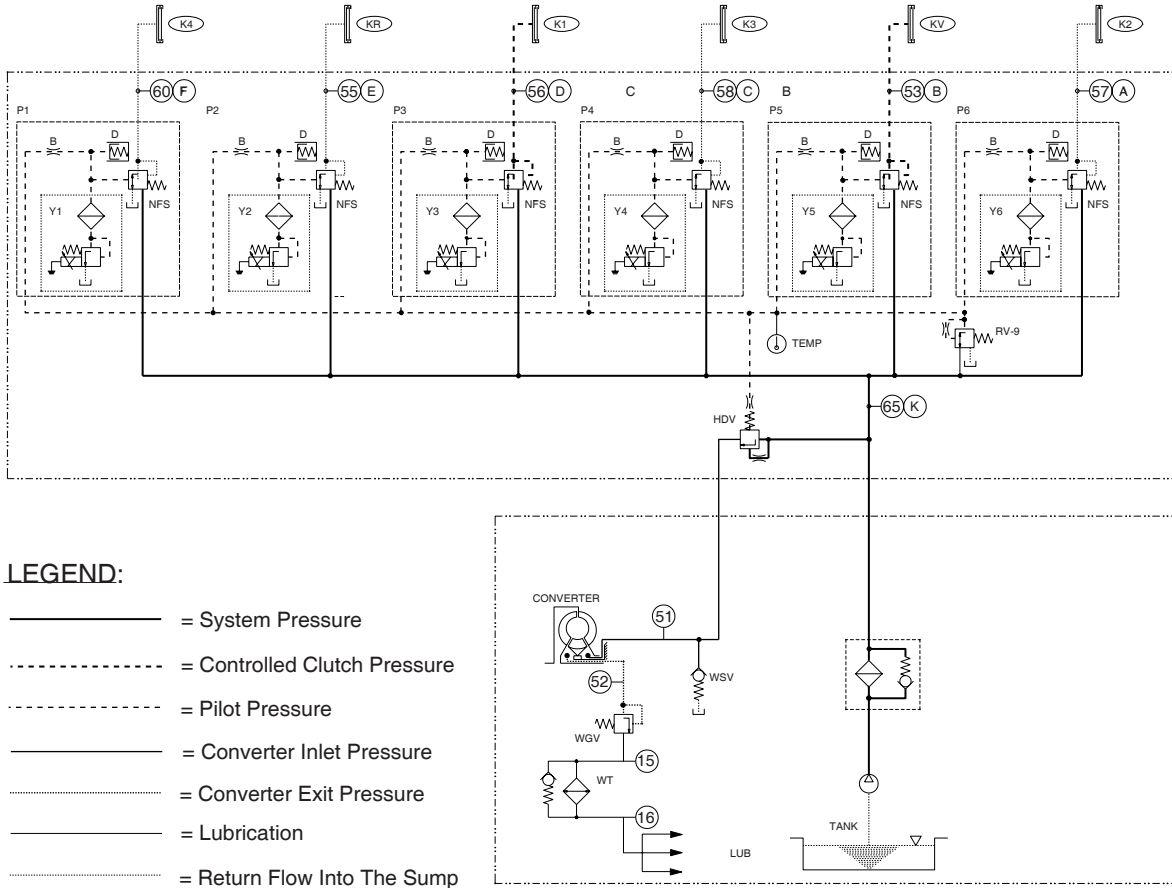 K4 KR K1 K3 KV K2
60 F 55 E 56 D C 58 C B 53 B 57 A
P1 P2 P3 P4 P5 P6
B D B D B D B D B D B D
NFS NFS NFS NFS NFS NFS
Y1 Y2 Y3 Y4 Y5 Y6
TEMP RV-9
65 K
HDV
LEGEND:
= System Pressure
= Controlled Clutch Pressure
= Pilot Pressure
= Converter Inlet Pressure
= Converter Exit Pressure
= Lubrication
= Return Flow Into The Sump
CONVERTER
51
WSV
52
WGV
15
WT
16
LUB
TANK